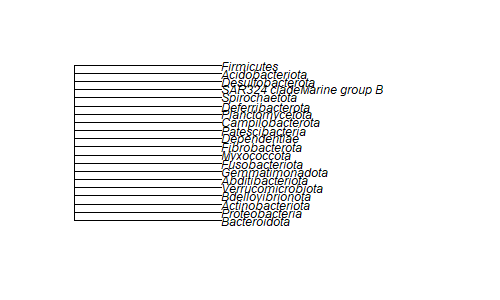 Firmicutes
Acidobacteriota
Desulfobacterota
SAR324 cladeMarine group B
Spirochaetota
Deferribacterota
Planctomycetota
Campilobacterota
Patescibacteria
Dependentiae
Fibrobacterota
Myxococcota
Fusobacteriota
Gemmatimonadota
Abditibacteriota
Verrucomicrobiota
Bdellovibrionota
Actinobacteriota
Proteobacteria
Bacteroidota